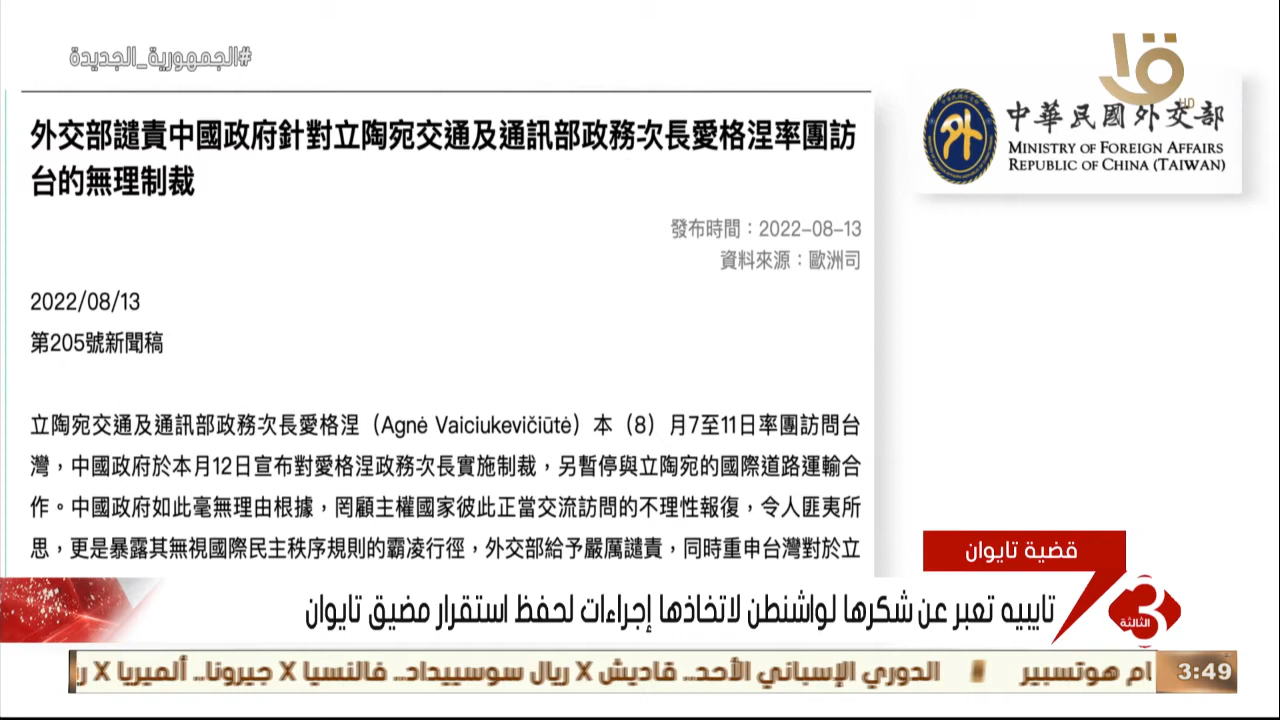 #الجمهورية_الجديدة
HD
外交部譴責中國政府針對立陶宛交通及通訊部政務次長愛格涅率團訪
台的無理制裁
發布時間：2022-08-13
資料來源：歐洲司
2022/08/13
第205號新聞稿
立陶宛交通及通訊部政務次長愛格涅（Agnė Vaiciukevičiūtė）本（8）月7至11日率團訪問台
灣，中國政府於本月12日宣布對愛格涅政務次長實施制裁，另暫停與立陶宛的國際道路運輸合
作。中國政府如此毫無理由根據，罔顧主權國家彼此正當交流訪問的不理性報復，令人匪夷所
思，更是暴露其無視國際民主秩序規則的霸凌行徑，外交部給予嚴厲譴責，同時重申台灣對於立
外
中華民國外交部
MINISTRY OF FOREIGN AFFAIRS
REPUBLIC OF CHINA (TAIWAN)
قضية تايوان
تايبيه تعبر عن شكرها لواشنطن لاتخاذها إجراءات لحفظ استقرار مضيق تايوان
3 الثالثة
ام هوتسبير الدوري الإسباني الأحد.. قاديش X ريال سوسييداد.. فالنسيا X جيرونا.. ألميريا X
3:49